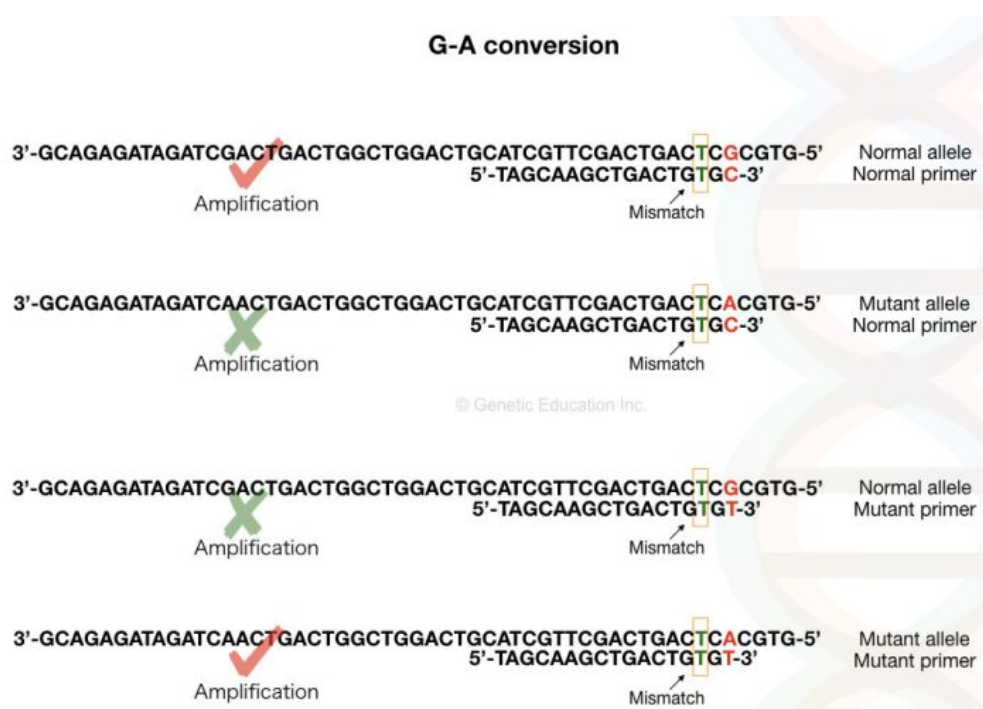 G-A conversion
3’-GCAGAGATAGATCGACTGACTGGCTGGACTGCATCGTTCGACTGACTCGCGTG-5’ Normal allele
5’-TAGCAAGCTGACTGTGC-3’ Normal primer
Amplification
Mismatch
3’-GCAGAGATAGATCAACTGACTGGCTGGACTGCATCGTTCGACTGACTCACGTG-5’ Mutant allele
5’-TAGCAAGCTGACTGTGC-3’ Normal primer
Amplification
Mismatch
© Genetic Education Inc.
3’-GCAGAGATAGATCGACTGACTGGCTGGACTGCATCGTTCGACTGACTCGCGTG-5’ Normal allele
5’-TAGCAAGCTGACTGTGT-3’ Mutant primer
Amplification
Mismatch
3’-GCAGAGATAGATCAACTGACTGGCTGGACTGCATCGTTCGACTGACTCACGTG-5’ Mutant allele
5’-TAGCAAGCTGACTGTGT-3’ Mutant primer
Amplification
Mismatch